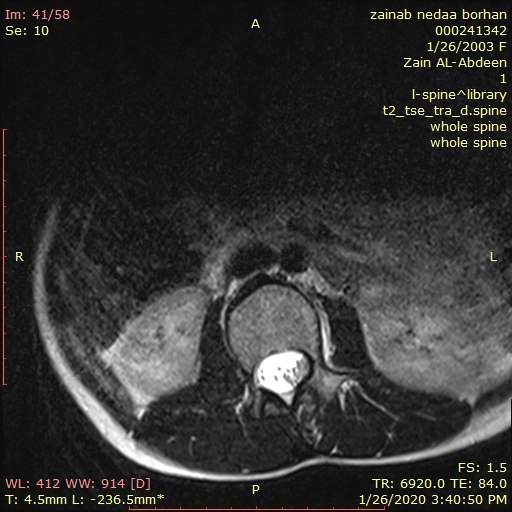 Im: 41/58
Se: 10
A
zainab nedaa borhan
000241342
1/26/2003 F
Zain AL-Abdeen
1
l-spine^library
t2_tse_tra_d.spine
whole spine
whole spine
R
L
WL: 412 WW: 914 [D]
T: 4.5mm L: -236.5mm*
P
FS: 1.5
TR: 6920.0 TE: 84.0
1/26/2020 3:40:50 PM